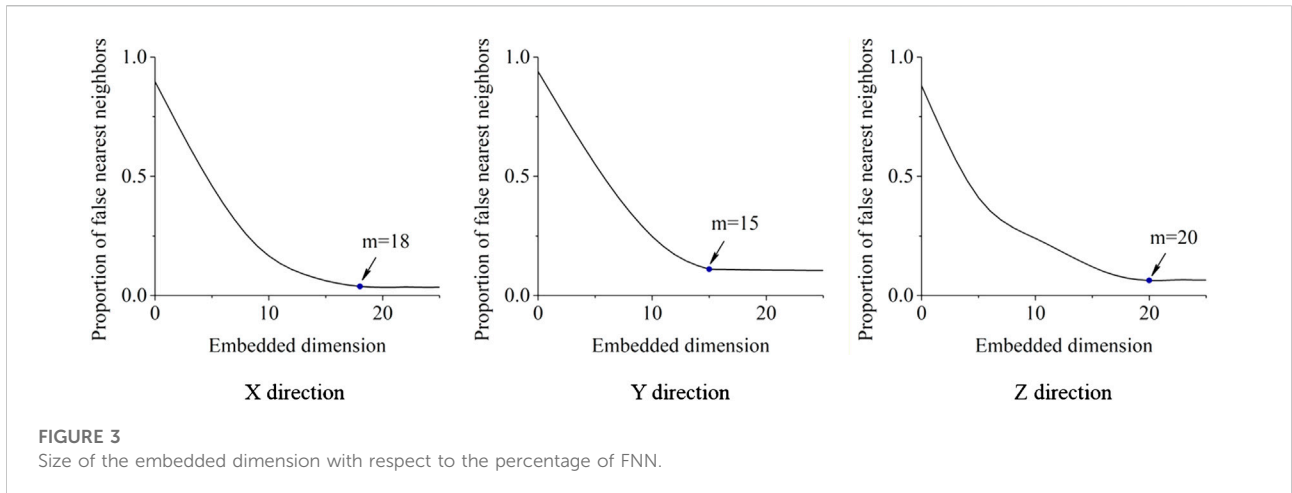 Proportion of false nearest neighbors
1.0
0.5
0.0
m=18
0 10 20
Embedded dimension
X direction
Proportion of false nearest neighbors
1.0
0.5
0.0
m=15
0 10 20
Embedded dimension
Y direction
Proportion of false nearest neighbors
1.0
0.5
0.0
m=20
0 10 20
Embedded dimension
Z direction
FIGURE 3
Size of the embedded dimension with respect to the percentage of FNN.